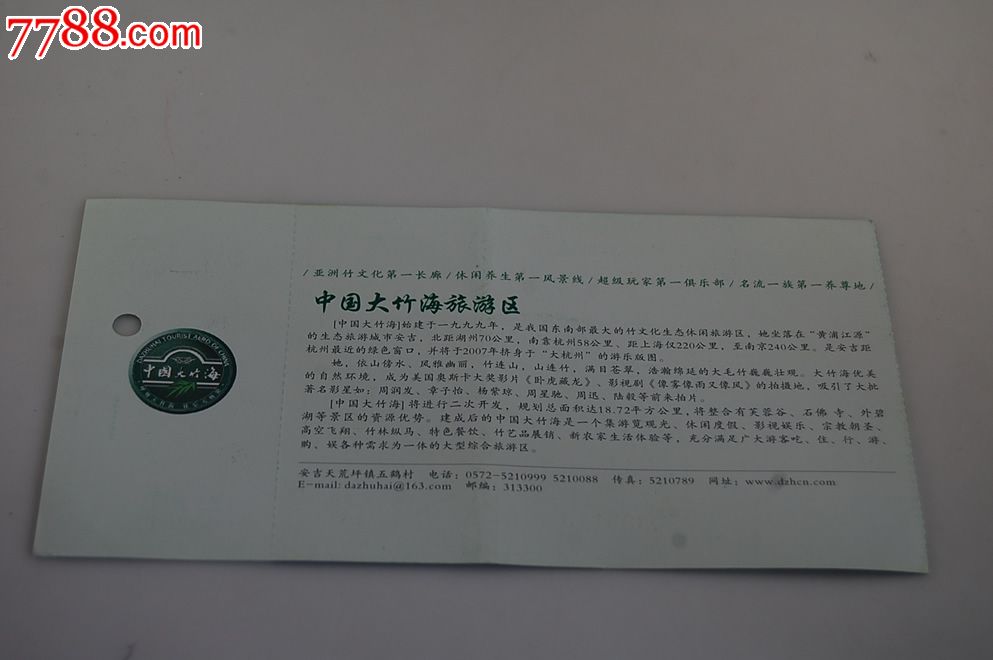 7788.com
/亚洲竹文化第一长廊/休闲养生第一风景线/超级玩家第一俱乐部/名流一族第一养尊地/
中国大竹海旅游区
[中国大竹海]始建于一九九九年，是我国东南部最大的竹文化生态休闲旅游区，她坐落在“黄浦江源”
的生态旅游城市安吉，北距湖州70公里，南靠杭州58公里、距上海仅220公里，至南京240公里。是安吉距
杭州最近的绿色窗口，并将于2007年挤身于“大杭州”的游乐版图。
她，依山傍水、风雅幽丽，竹连山，山连竹，满目苍翠，浩瀚绵延的大毛竹巍巍壮观。大竹海优美
的自然环境，成为美国奥斯卡大奖影片《卧虎藏龙》、影视剧《像雾像雨又像风》的拍摄地，吸引了大批
著名影星如：周润发、章子怡、杨紫琼、周星驰、周迅、陆毅等前来拍片。
[中国大竹海]将进行二次开发，规划总面积达18.72平方公里，将整合有芙蓉谷、石佛寺、外碧
湖等景区的资源优势。建成后的中国大竹海是一个集游览观光、休闲度假、影视娱乐、宗教朝圣、
高空飞翔、竹林纵马、特色餐饮、竹艺品展销、新农家生活体验等，充分满足广大游客吃、住、行、游、
购、娱各种需求为一体的大型综合旅游区。
安吉天荒坪镇五鹤村 电话：0572-5210999 5210088 传真：5210789 网址：www.dzhcn.com
E-mail: dazhuhai@163.com 邮编：313300
DAZHUHAI TOURIST AERO OF CHINA
中国大竹海